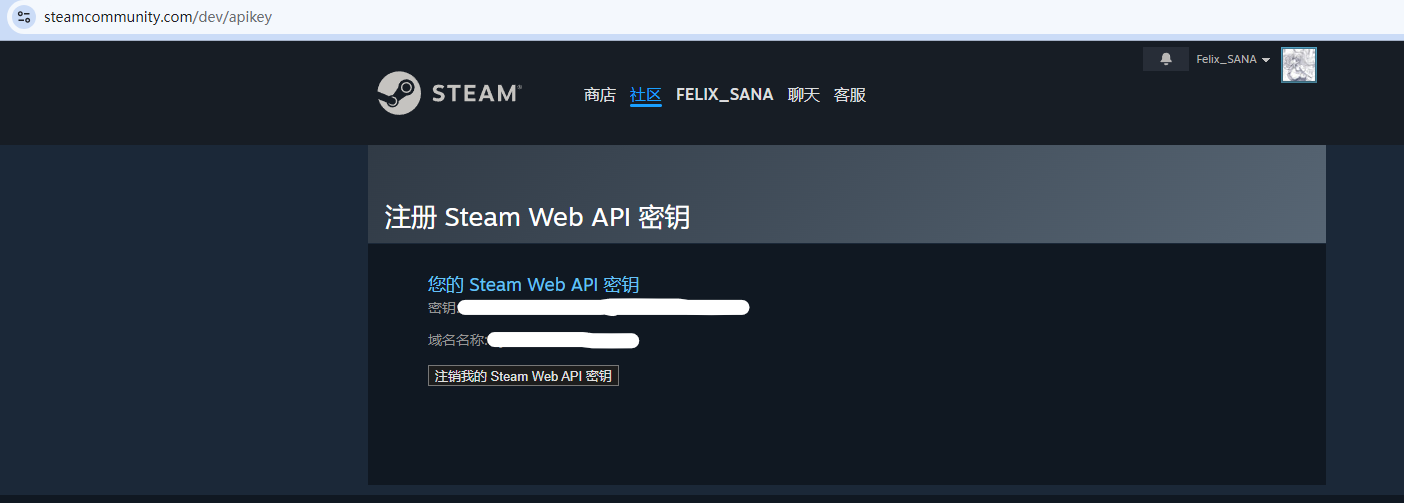 steamcommunity.com/dev/apikey
Felix_SANA
STEAM®
商店 社区 FELIX_SANA 聊天 客服
注册 Steam Web API 密钥
您的 Steam Web API 密钥
密钥:
域名名称:
注销我的 Steam Web API 密钥